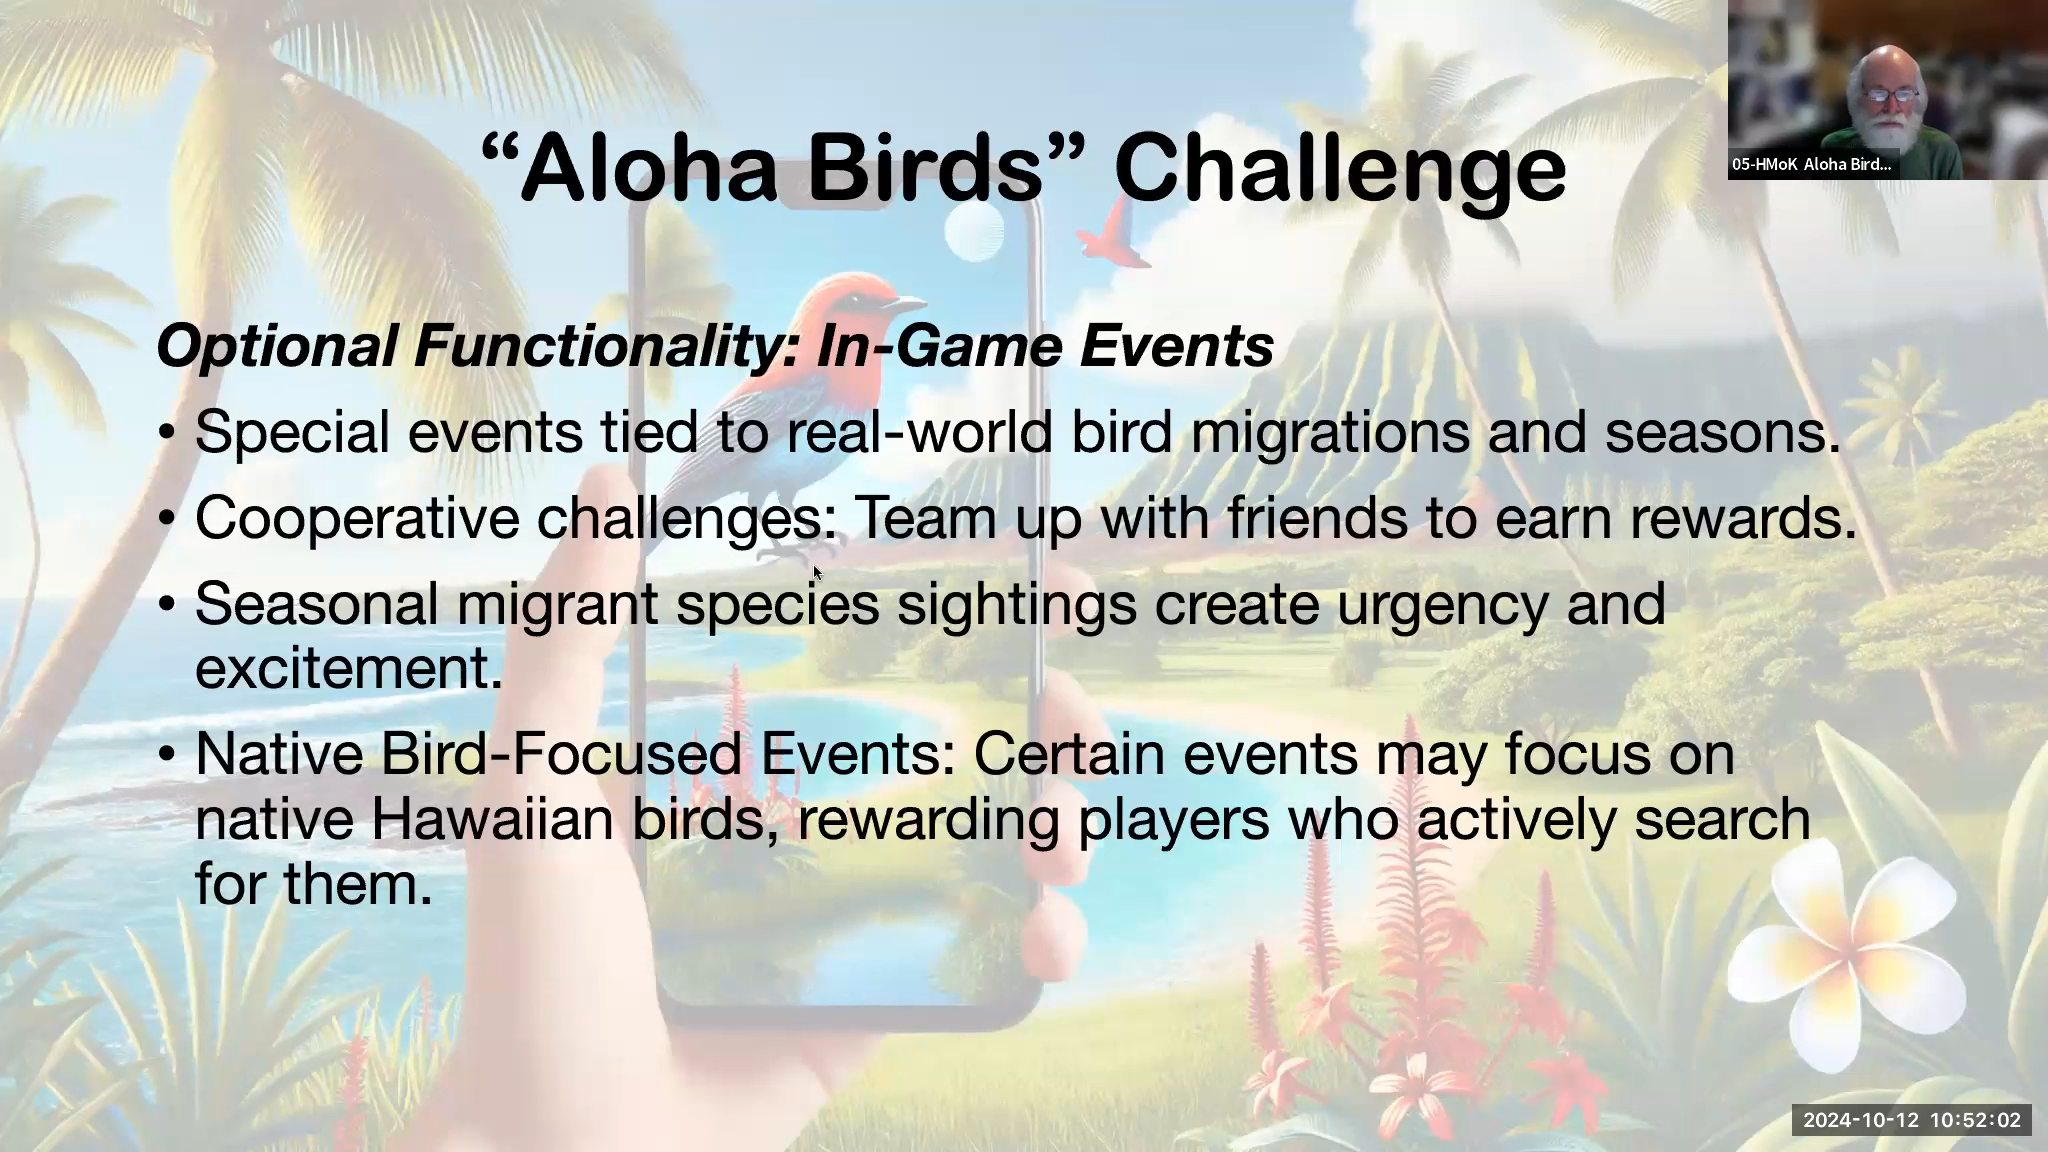 “Aloha Birds” Challenge
05-HMoK Aloha Bird...
Optional Functionality: In-Game Events
• Special events tied to real-world bird migrations and seasons.
• Cooperative challenges: Team up with friends to earn rewards.
• Seasonal migrant species sightings create urgency and
excitement.
• Native Bird-Focused Events: Certain events may focus on
native Hawaiian birds, rewarding players who actively search
for them.
2024-10-12 10:52:02